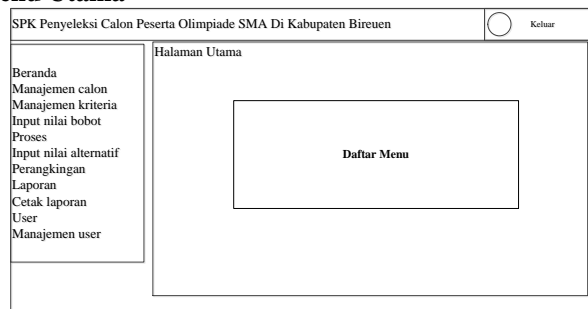 SPK Penyeleksi Calon Peserta Olimpiade SMA Di Kabupaten Bireuen
Keluar
Beranda
Manajemen calon
Manajemen kriteria
Input nilai bobot
Proses
Input nilai alternatif
Perangkingan
Laporan
Cetak laporan
User
Manajemen user
Halaman Utama
Daftar Menu